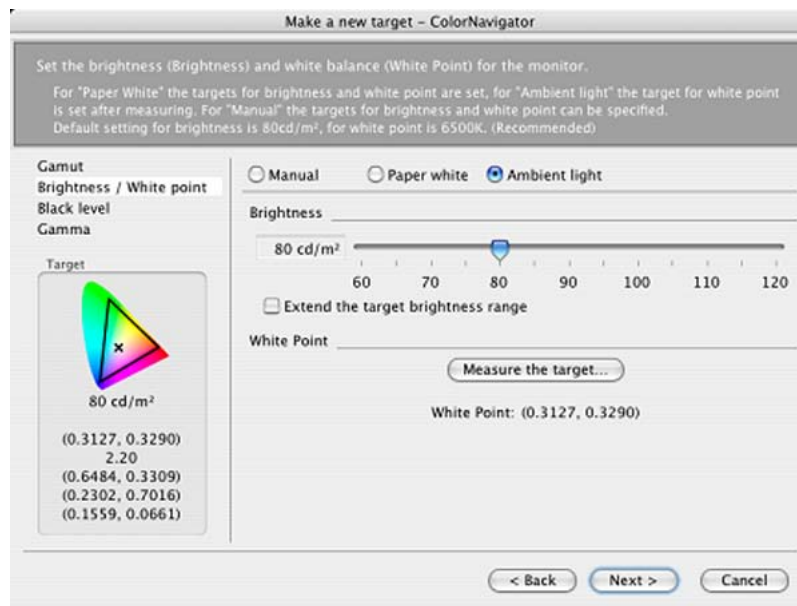 Make a new target – ColorNavigator
Set the brightness (Brightness) and white balance (White Point) for the monitor.
For "Paper White" the targets for brightness and white point are set, for "Ambient light" the target for white point
is set after measuring. For "Manual" the targets for brightness and white point can be specified.
Default setting for brightness is 80cd/m², for white point is 6500K. (Recommended)
Gamut
Brightness / White point
Black level
Gamma
Target
80 cd/m²
(0.3127, 0.3290)
2.20
(0.6484, 0.3309)
(0.2302, 0.7016)
(0.1559, 0.0661)
Manual Paper white Ambient light
Brightness
80 cd/m²
60 70 80 90 100 110 120
Extend the target brightness range
White Point
Measure the target...
White Point: (0.3127, 0.3290)
< Back Next > Cancel